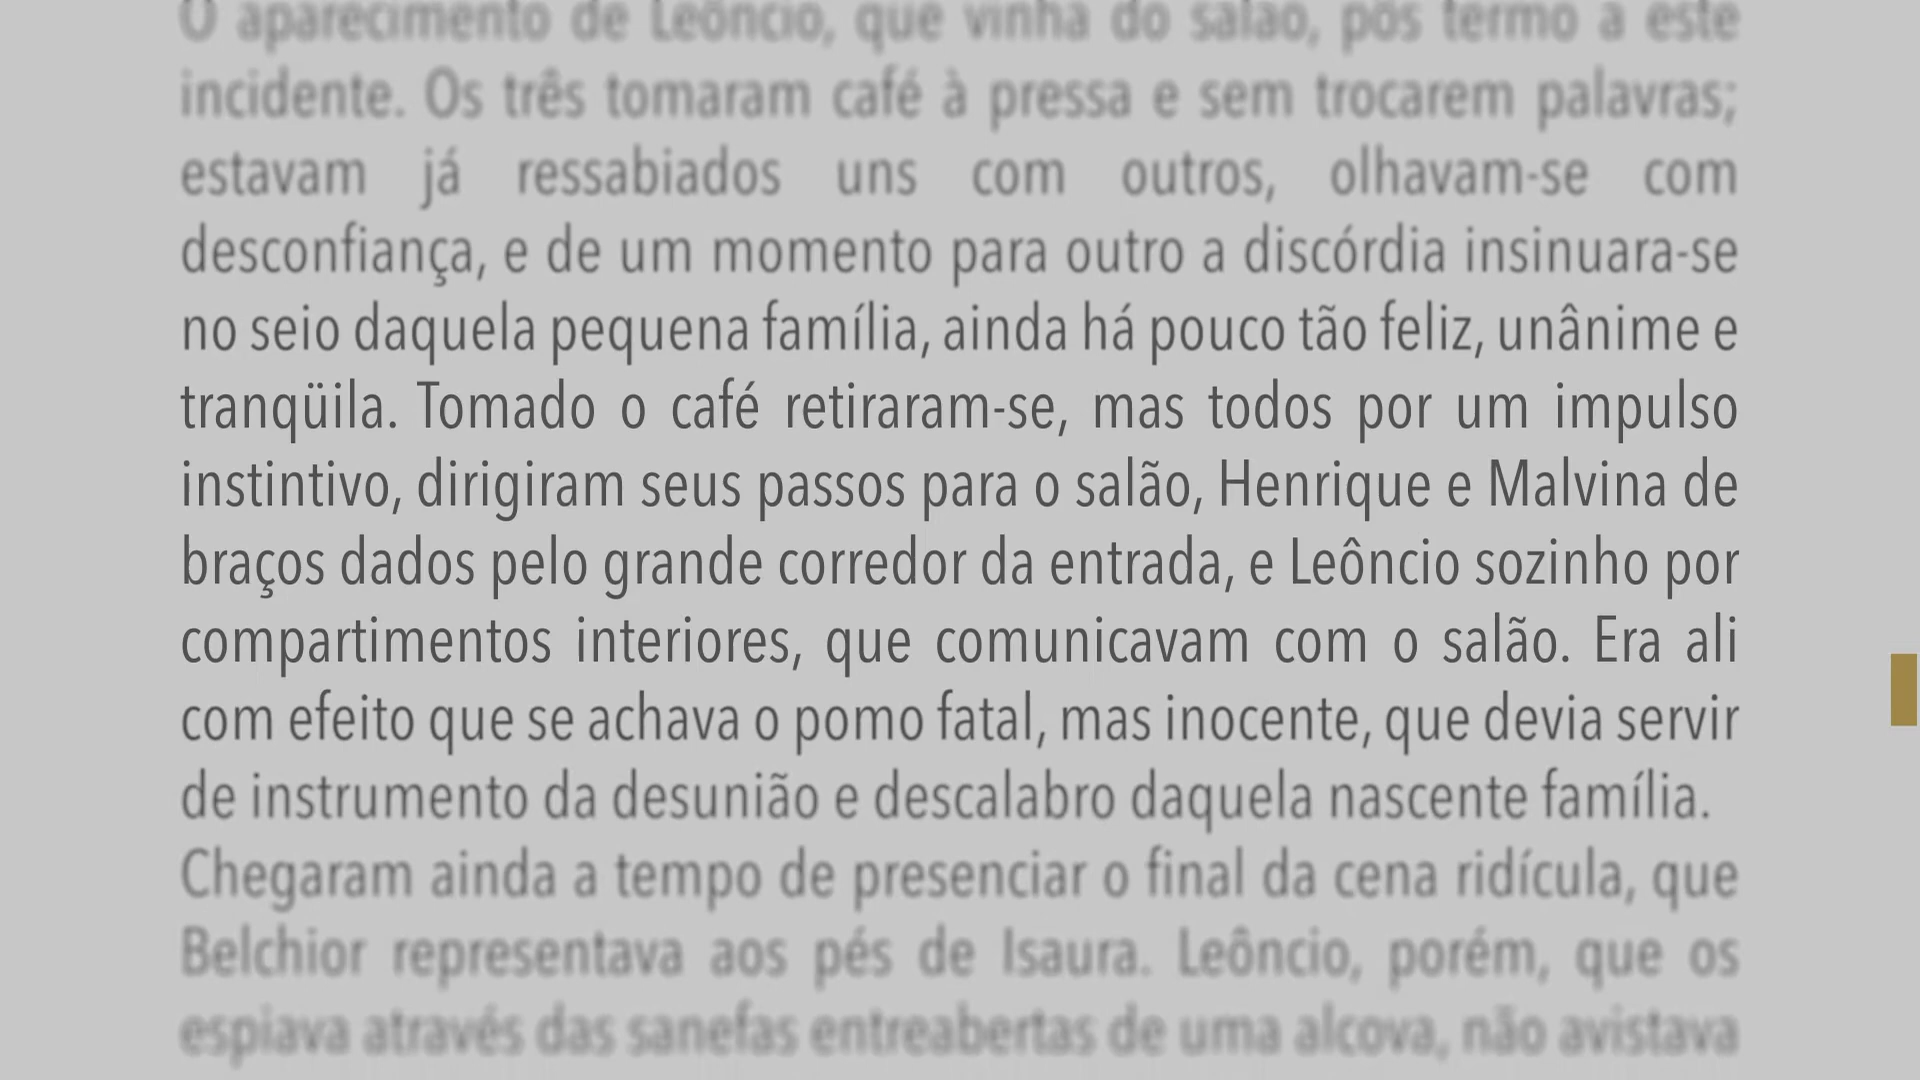 O aparecimento de Leôncio, que vinha do salão, pôs termo a este
incidente. Os três tomaram café à pressa e sem trocarem palavras;
estavam já ressabiados uns com outros, olhavam-se com
desconfiança, e de um momento para outro a discórdia insinuara-se
no seio daquela pequena família, ainda há pouco tão feliz, unânime e
tranqüila. Tomado o café retiraram-se, mas todos por um impulso
instintivo, dirigiram seus passos para o salão, Henrique e Malvina de
braços dados pelo grande corredor da entrada, e Leôncio sozinho por
compartimentos interiores, que comunicavam com o salão. Era ali
com efeito que se achava o pomo fatal, mas inocente, que devia servir
de instrumento da desunião e descalabro daquela nascente família.
Chegaram ainda a tempo de presenciar o final da cena ridícula, que
Belchior representava aos pés de Isaura. Leôncio, porém, que os
espiava através das sanefas entreabertas de uma alcova, não avistava